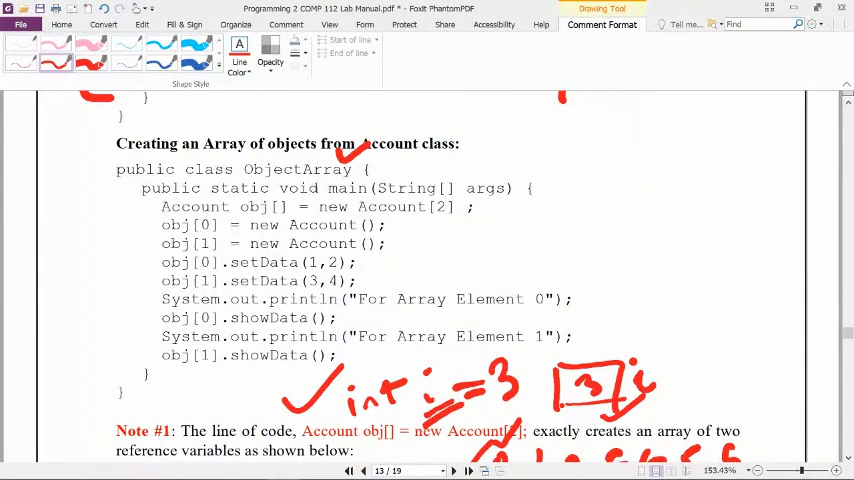 Programming 2 COMP 112 Lab Manual.pdf * - Foxit PhantomPDF
Drawing Tool
File Home Edit Fill & Sign Organize Comment View Form Protect Share Accessibility Help Comment Format Tell me... Find
Line Color
Opacity
Start of line
End of line
Shape Style
}
}
Creating an Array of objects from Account class:
public class ObjectArray {
public static void main(String[] args) {
Account obj[] = new Account[2] ;
obj[0] = new Account();
obj[1] = new Account();
obj[0].setData(1,2);
obj[1].setData(3,4);
System.out.println("For Array Element 0");
obj[0].showData();
System.out.println("For Array Element 1");
obj[1].showData();
}
}
int i = 3 3 i
Note #1: The line of code, Account obj[] = new Account[2]; exactly creates an array of two
reference variables as shown below:
13 / 19
153.43%